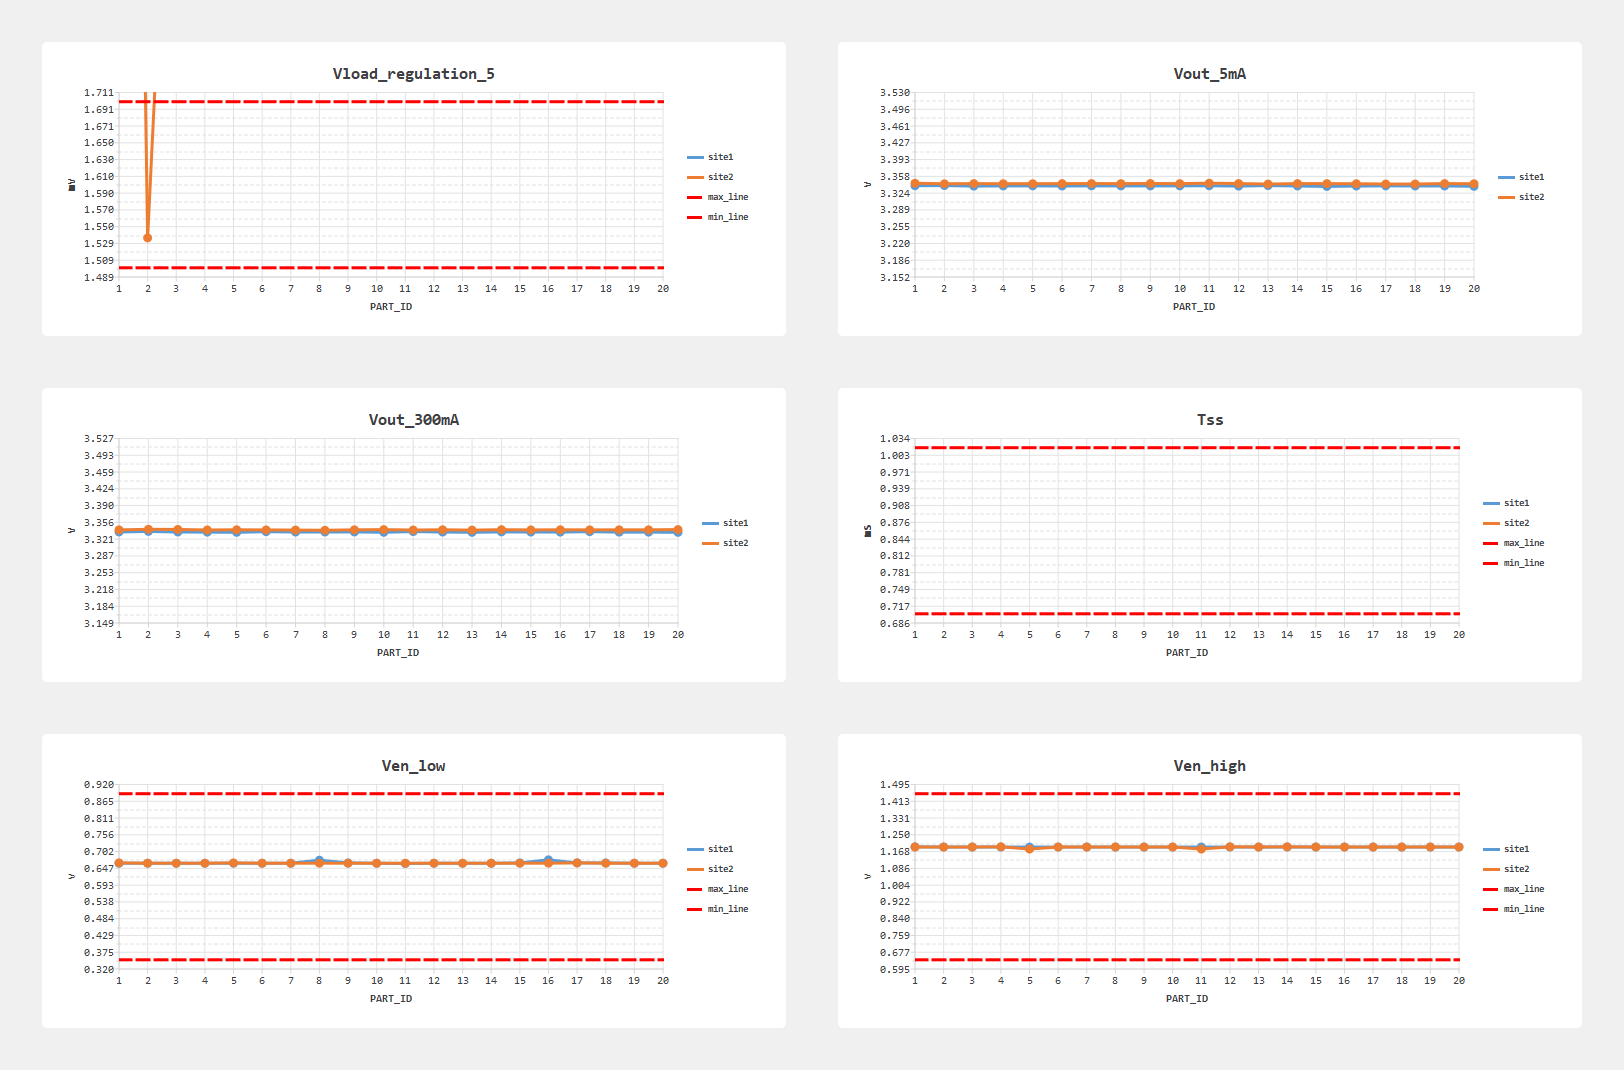 Vload_regulation_5
1.711
1.691
1.671
1.650
1.630
1.610
1.590
1.570
1.550
1.529
1.509
1.489
mV
1 2 3 4 5 6 7 8 9 10 11 12 13 14 15 16 17 18 19 20
PART_ID
site1
site2
max_line
min_line
Vout_5mA
3.530
3.496
3.461
3.427
3.393
3.358
3.324
3.289
3.255
3.220
3.186
3.152
V
1 2 3 4 5 6 7 8 9 10 11 12 13 14 15 16 17 18 19 20
PART_ID
site1
site2
Vout_300mA
3.527
3.493
3.459
3.424
3.390
3.356
3.321
3.287
3.253
3.218
3.184
3.149
V
1 2 3 4 5 6 7 8 9 10 11 12 13 14 15 16 17 18 19 20
PART_ID
site1
site2
Tss
1.034
1.003
0.971
0.939
0.908
0.876
0.844
0.812
0.781
0.749
0.717
0.686
ms
1 2 3 4 5 6 7 8 9 10 11 12 13 14 15 16 17 18 19 20
PART_ID
site1
site2
max_line
min_line
Ven_low
0.920
0.865
0.811
0.756
0.702
0.647
0.593
0.538
0.484
0.429
0.375
0.320
V
1 2 3 4 5 6 7 8 9 10 11 12 13 14 15 16 17 18 19 20
PART_ID
site1
site2
max_line
min_line
Ven_high
1.495
1.413
1.331
1.250
1.168
1.086
1.004
0.922
0.840
0.759
0.677
0.595
V
1 2 3 4 5 6 7 8 9 10 11 12 13 14 15 16 17 18 19 20
PART_ID
site1
site2
max_line
min_line